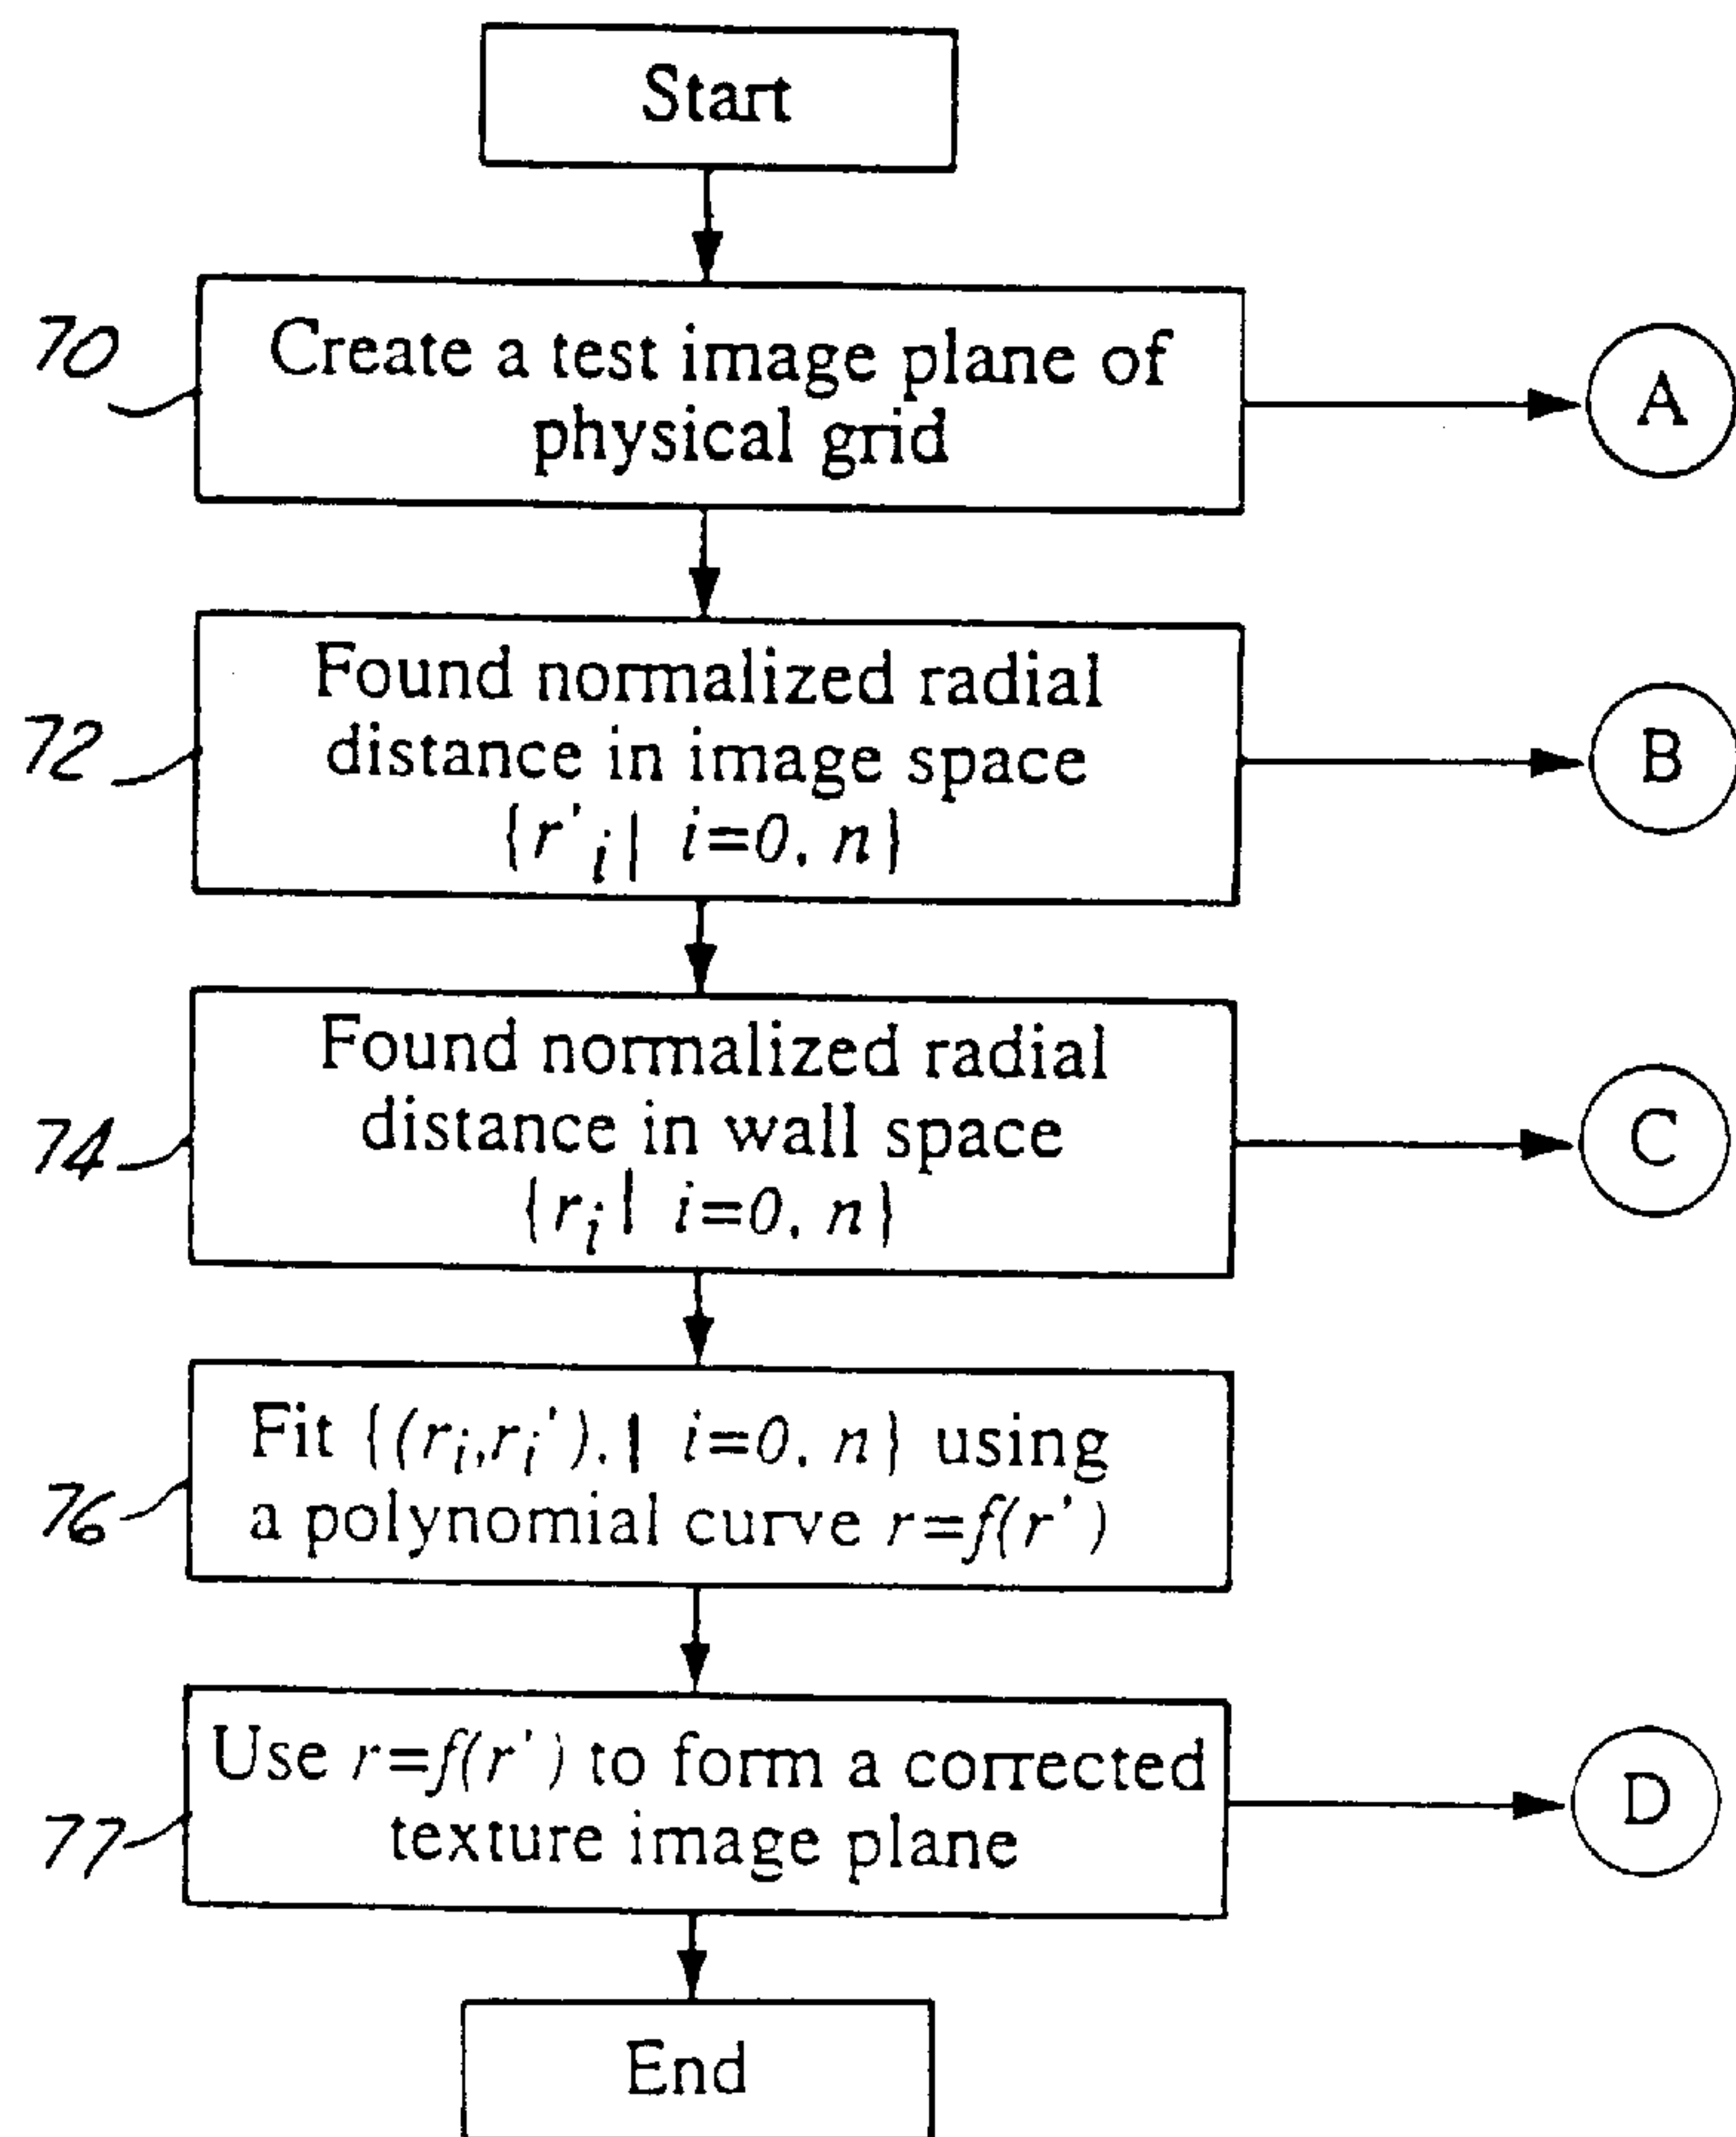 Start
70
Create a test image plane of
physical grid
A
72
Found normalized radial
distance in image space
{r'i| i=0, n}
B
74
Found normalized radial
distance in wall space
{ri| i=0, n}
C
76
Fit {(ri,ri'),| i=0, n} using
a polynomial curve r=f(r')
77
Use r=f(r') to form a corrected
texture image plane
D
End